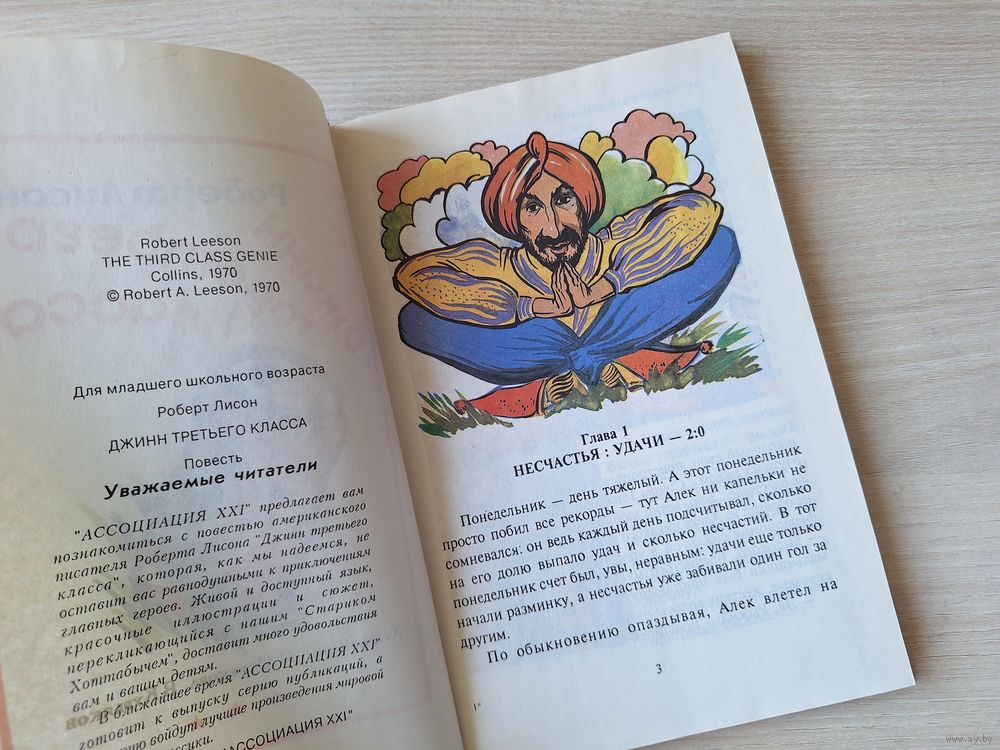 Robert Leeson
THE THIRD CLASS GENIE
Collins, 1970
© Robert A. Leeson, 1970
Для младшего школьного возраста
Роберт Лисон
ДЖИНН ТРЕТЬЕГО КЛАССА
Повесть
Уважаемые читатели
"АССОЦИАЦИЯ XXI" предлагает вам
познакомиться с повестью американского
писателя Роберта Лисона "Джинн третьего
класса", которая, как мы надеемся, не
оставит вас равнодушными к приключениям
главных героев. Живой и доступный язык,
красочные иллюстрации и сюжет,
перекликающийся с нашим "Стариком
Хоттабычем", доставит много удовольствия
вам и вашим детям.
В ближайшее время "АССОЦИАЦИЯ XXI"
готовит к выпуску серию публикаций, в
войдут лучшие произведения мировой
"АССОЦИАЦИЯ XXI"
Глава 1
НЕСЧАСТЬЯ : УДАЧИ — 2:0
Понедельник — день тяжелый. А этот понедельник
просто побил все рекорды — тут Алек ни капельки не
сомневался: он ведь каждый день подсчитывал, сколько
на его долю выпало удач и сколько несчастий. В тот
понедельник счет был, увы, неравным: удачи еще только
начали разминку, а несчастья уже забивали один гол за
другим.
По обыкновению опаздывая, Алек влетел на
3
1*
www.ay.by